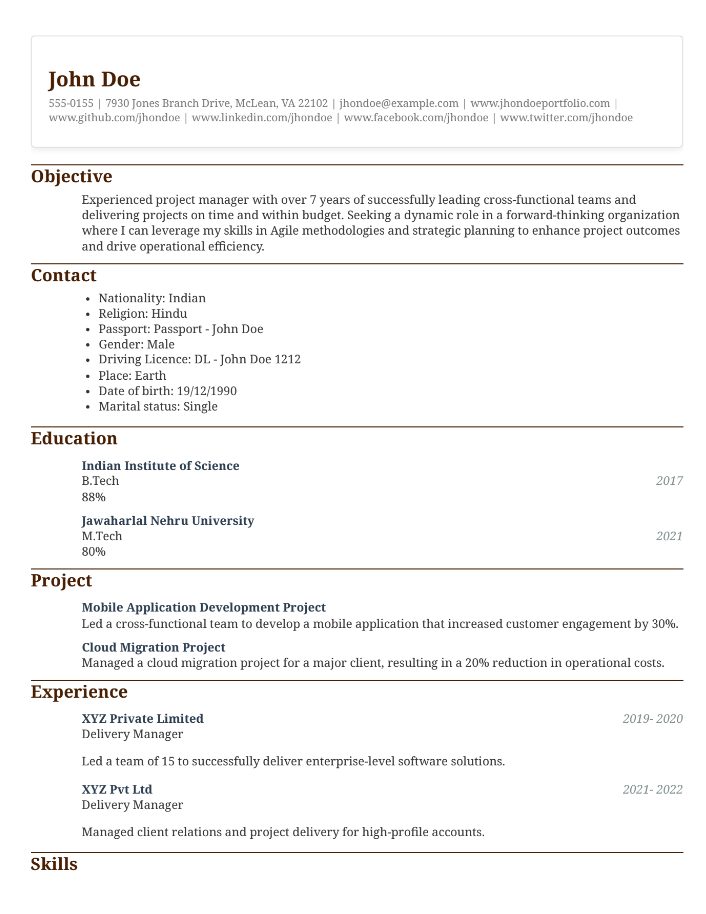 John Doe
555-0155 | 7930 Jones Branch Drive, McLean, VA 22102 | jhondoe@example.com | www.jhondoeportfolio.com |
www.github.com/jhondoe | www.linkedin.com/jhondoe | www.facebook.com/jhondoe | www.twitter.com/jhondoe
Objective
Experienced project manager with over 7 years of successfully leading cross-functional teams and
delivering projects on time and within budget. Seeking a dynamic role in a forward-thinking organization
where I can leverage my skills in Agile methodologies and strategic planning to enhance project outcomes
and drive operational efficiency.
Contact
• Nationality: Indian
• Religion: Hindu
• Passport: Passport - John Doe
• Gender: Male
• Driving Licence: DL - John Doe 1212
• Place: Earth
• Date of birth: 19/12/1990
• Marital status: Single
Education
Indian Institute of Science
B.Tech 2017
88%
Jawaharlal Nehru University
M.Tech 2021
80%
Project
Mobile Application Development Project
Led a cross-functional team to develop a mobile application that increased customer engagement by 30%.
Cloud Migration Project
Managed a cloud migration project for a major client, resulting in a 20% reduction in operational costs.
Experience
XYZ Private Limited 2019- 2020
Delivery Manager
Led a team of 15 to successfully deliver enterprise-level software solutions.
XYZ Pvt Ltd 2021- 2022
Delivery Manager
Managed client relations and project delivery for high-profile accounts.
Skills